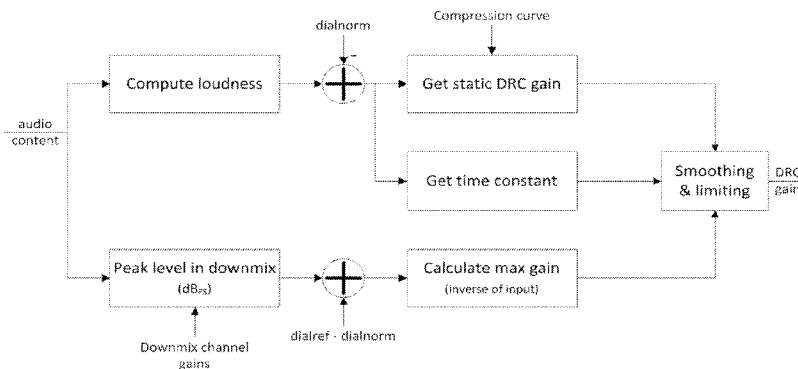 dialnorm
Compression curve
Compute loudness
-
Get static DRC gain
audio
content
Get time constant
Smoothing
& limiting
DRC
gain
Peak level in downmix
(dBFS)
Calculate max gain
(inverse of input)
Downmix channel
gains
dialref - dialnorm